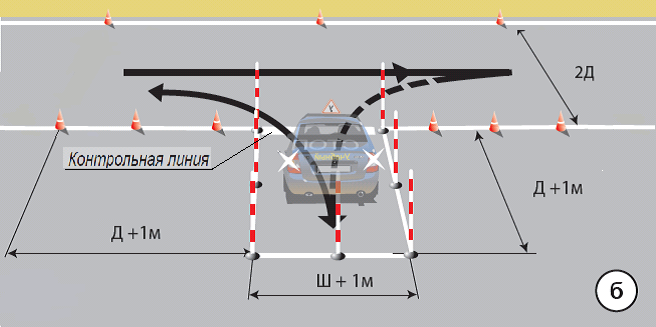 2Д
Контрольная линия
Д +1м
Д +1м
Ш + 1м
б